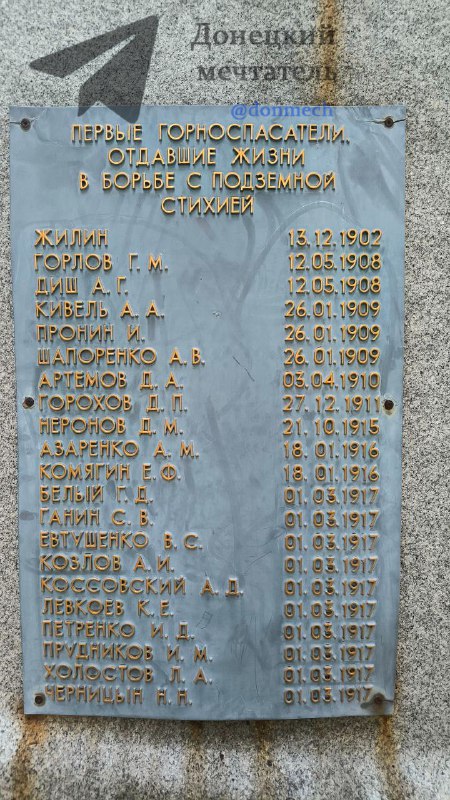 Донецкий
мечтатель
@donmech
ПЕРВЫЕ ГОРНОСПАСАТЕЛИ,
ОТДАВШИЕ ЖИЗНИ
В БОРЬБЕ С ПОДЗЕМНОЙ
СТИХИЕЙ
ЖИЛИН 13.12.1902
ГОРЛОВ Г. М. 12.05.1908
ДИШ А. Г. 12.05.1908
КИВЕЛЬ А. А. 26.01.1909
ПРОНИН И. 26.01.1909
ШАПОРЕНКО А. В. 26.01.1909
АРТЕМОВ Д. А. 03.04.1910
ГОРОХОВ Д. П. 27.12.1911
НЕРОНОВ Д. М. 21.10.1915
АЗАРЕНКО А. М. 18.01.1916
КОМЯГИН Е. Ф. 18.01.1916
БЕЛЫЙ Г. Д. 01.03.1917
ГАНИН С. В. 01.03.1917
ЕВТУШЕНКО В. С. 01.03.1917
КОЗЛОВ А. И. 01.03.1917
КОССОВСКИЙ А. Д. 01.03.1917
ЛЕВКОЕВ К. Е. 01.03.1917
ПЕТРЕНКО И. Д. 01.03.1917
ПРУДНИКОВ И. М. 01.03.1917
ХОЛОСТОВ Л. А. 01.03.1917
ЧЕРНИЦЫН Н. Н. 01.03.1917